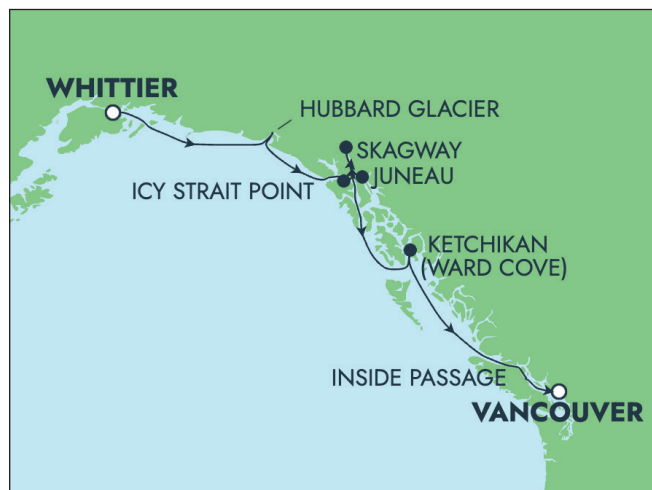 WHITTIER
HUBBARD GLACIER
SKAGWAY
JUNEAU
ICY STRAIT POINT
KETCHIKAN
(WARD COVE)
INSIDE PASSAGE
VANCOUVER